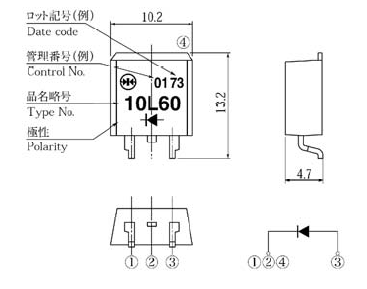 ロット記号(例)
Date code
管理番号(例)
Control No.
品名略号
Type No.
極性
Polarity
10.2
④
0173
10L60
13.2
4.7
① ② ③
①②④ ③